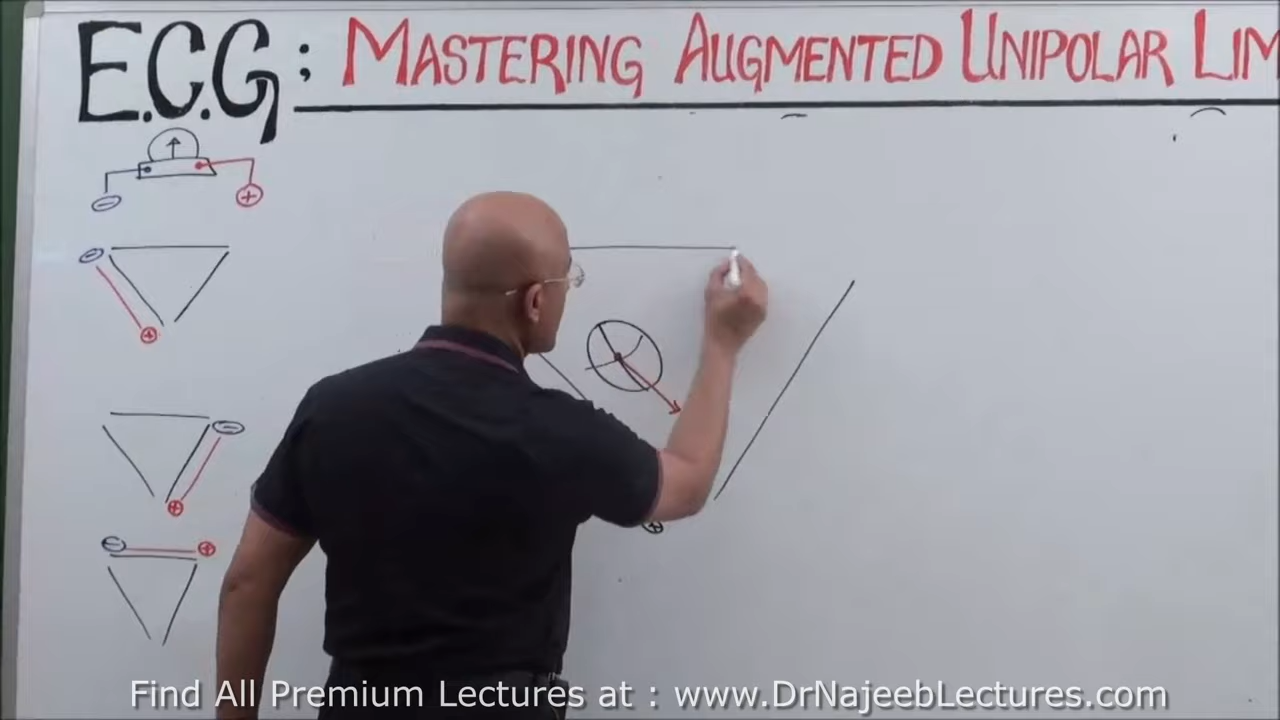 E.C.G : MASTERING AUGMENTED UNIPOLAR LIM
Find All Premium Lectures at : www.DrNajeebLectures.com